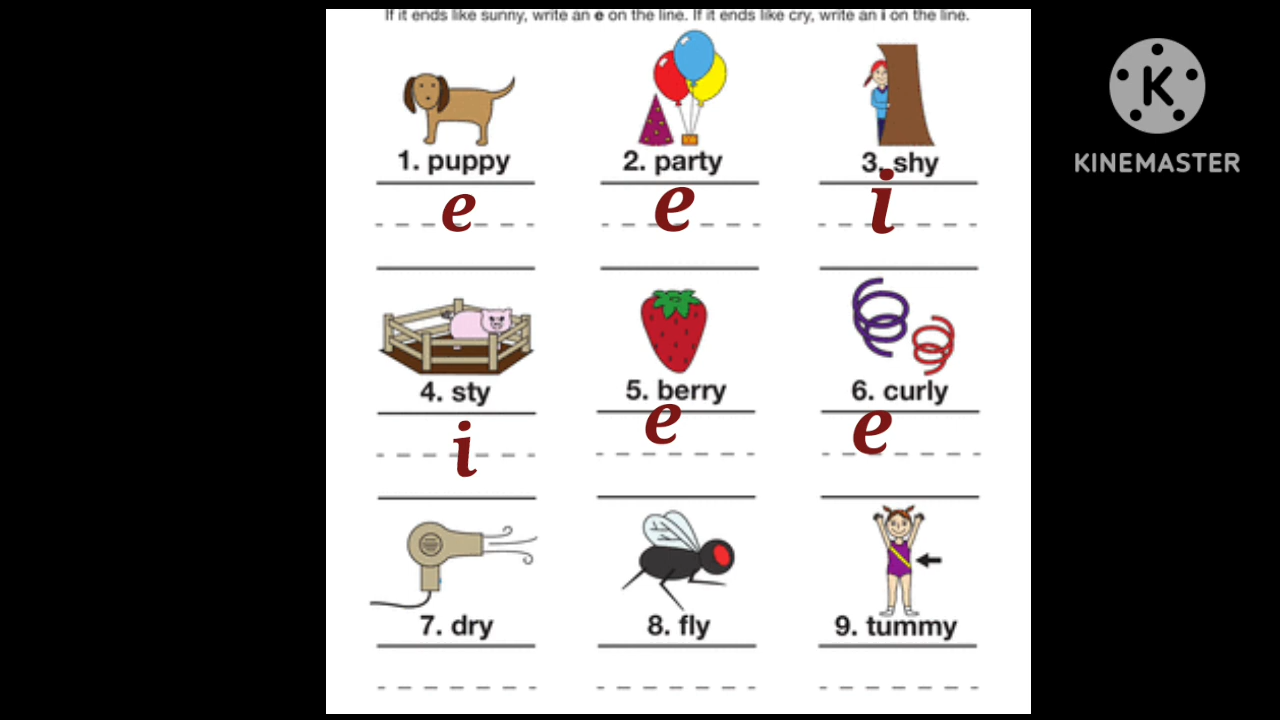 If it ends like sunny, write an e on the line. If it ends like cry, write an i on the line.
K
KINEMASTER
1. puppy
2. party
3. shy
e
e
i
4. sty
5. berry
6. curly
i
e
e
7. dry
8. fly
9. tummy